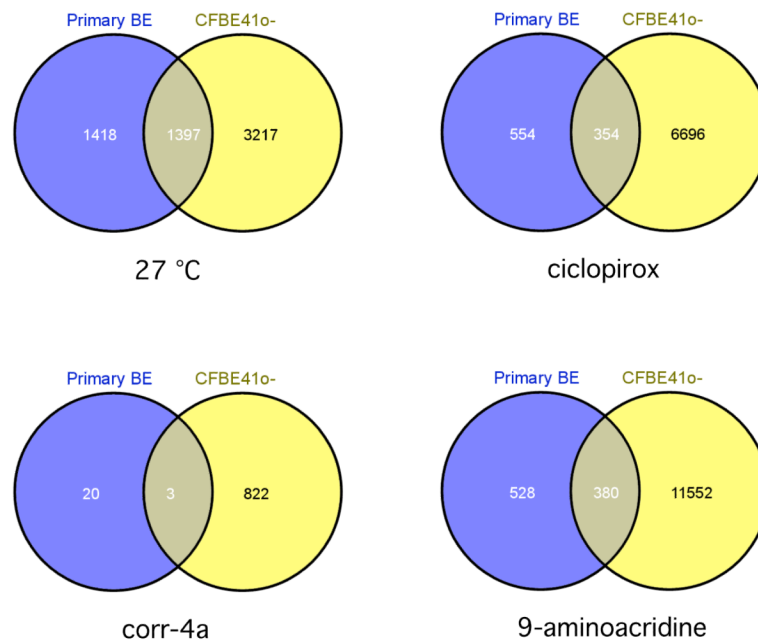 Primary BE CFBE41o- Primary BE CFBE41o-
1418 1397 3217 554 354 6696
27 °C ciclopirox
Primary BE CFBE41o- Primary BE CFBE41o-
20 3 822 528 380 11552
corr-4a 9-aminoacridine